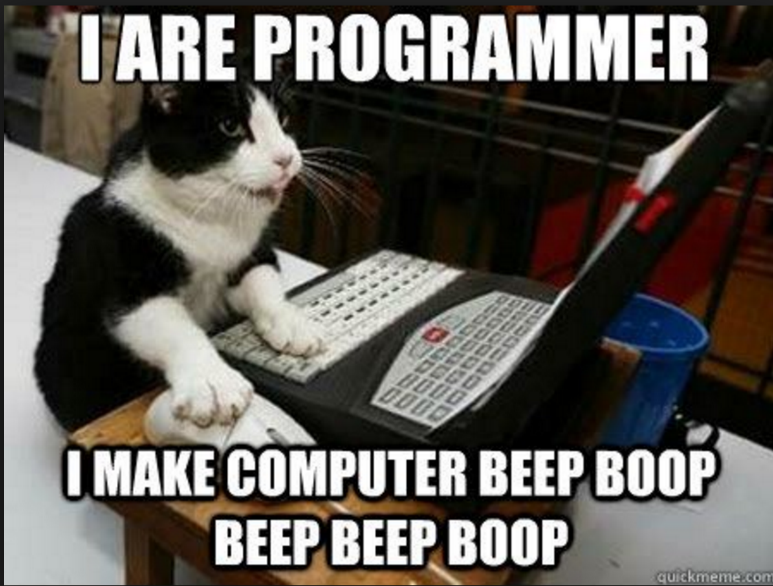 I ARE PROGRAMMER
I MAKE COMPUTER BEEP BOOP
BEEP BEEP BOOP
quickmeme.com